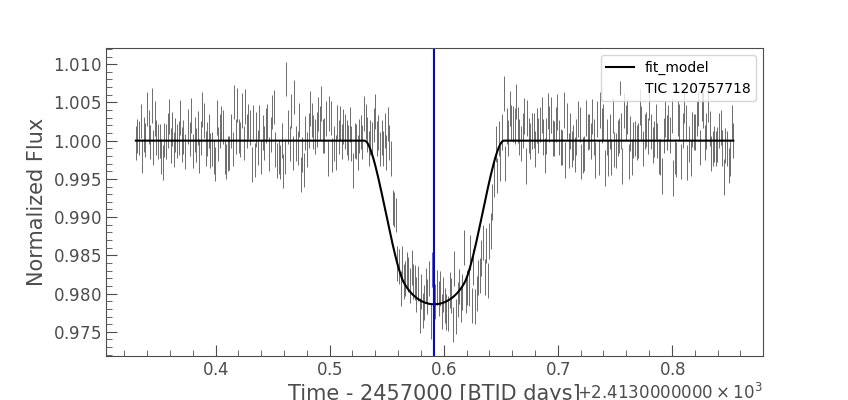 1.010
1.005
1.000
0.995
0.990
0.985
0.980
0.975
Normalized Flux
fit_model
TIC 120757718
0.4 0.5 0.6 0.7 0.8
Time - 2457000 [BTJD days]
+2.4130000000 × 10³